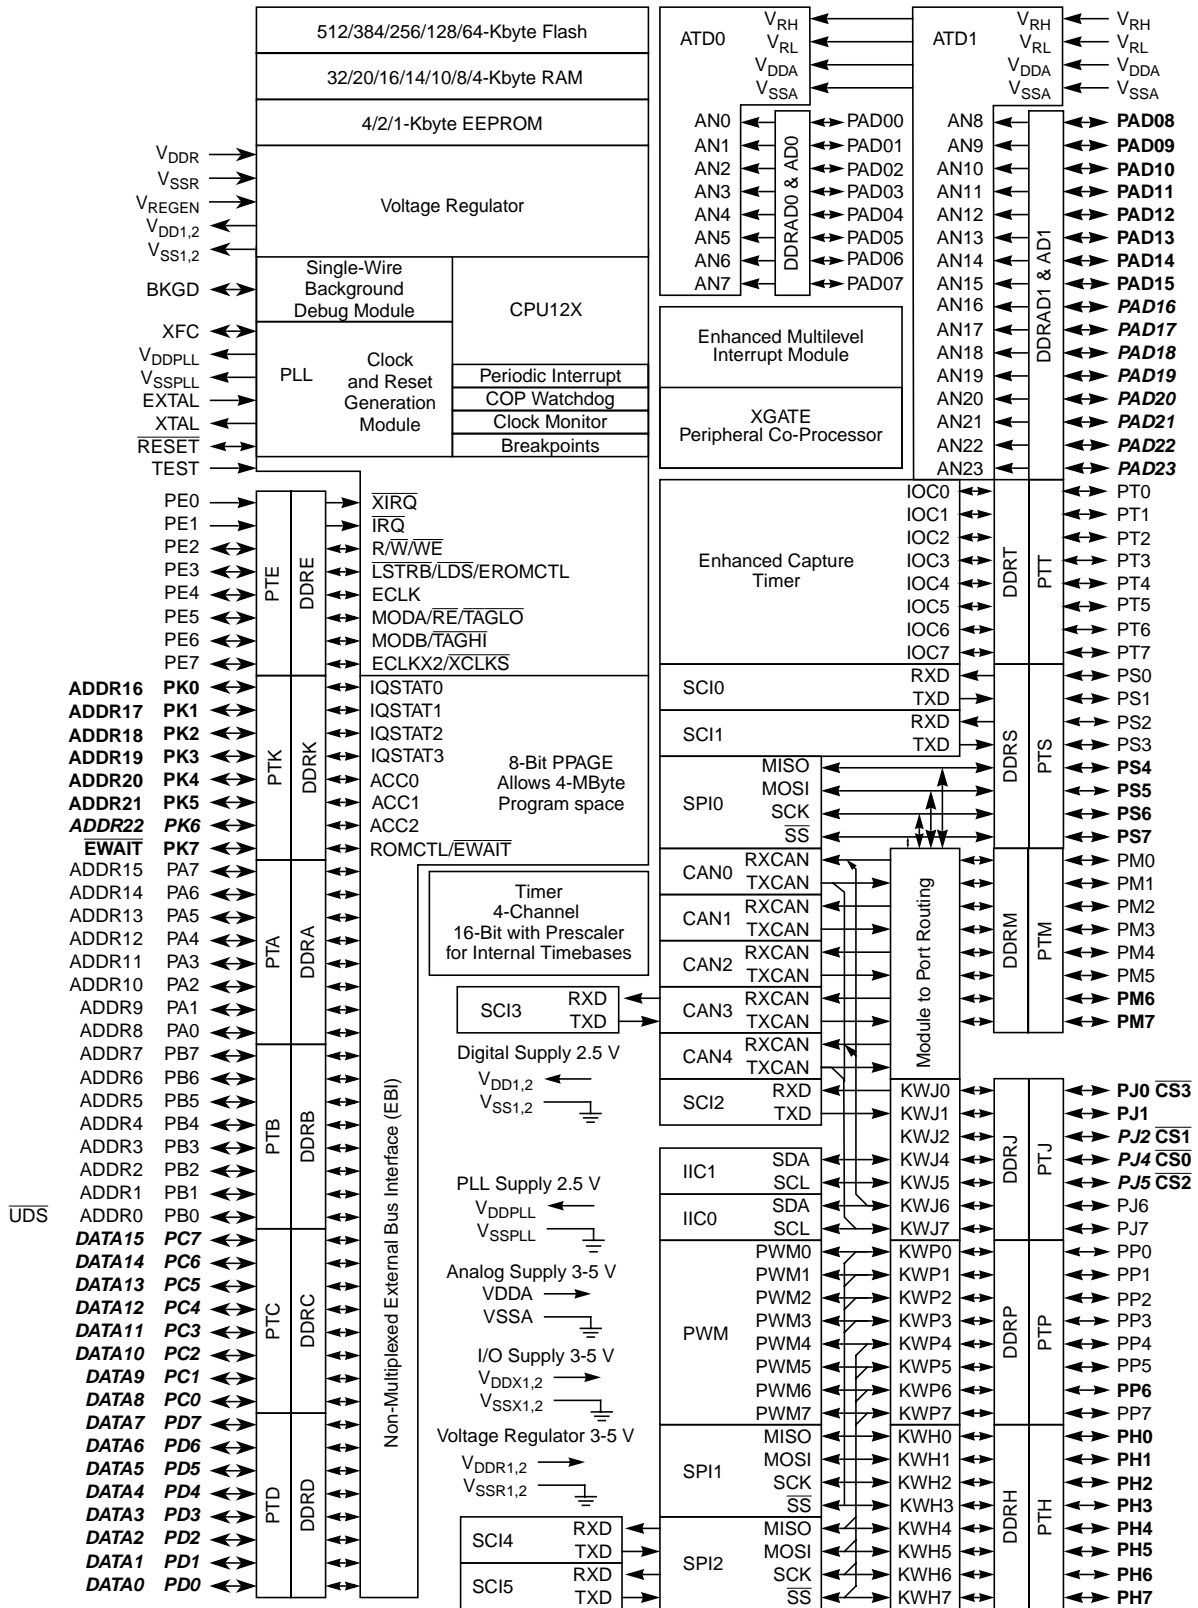 512/384/256/128/64-Kbyte Flash
32/20/16/14/10/8/4-Kbyte RAM
4/2/1-Kbyte EEPROM
VDDR
VSSR
VREGEN
VDD1,2
VSS1,2
Voltage Regulator
BKGD
Single-Wire
Background
Debug Module
CPU12X
XFC
VDDPLL
VSSPLL
EXTAL
XTAL
RESET
TEST
PLL
Clock
and Reset
Generation
Module
Periodic Interrupt
COP Watchdog
Clock Monitor
Breakpoints
PE0
PE1
PE2
PE3
PE4
PE5
PE6
PE7
PTE
DDRE
XIRQ
IRQ
R/W/WE
LSTRB/LDS/EROMCTL
ECLK
MODA/RE/TAGLO
MODB/TAGHI
ECLKX2/XCLKS
ADDR16 PK0
ADDR17 PK1
ADDR18 PK2
ADDR19 PK3
ADDR20 PK4
ADDR21 PK5
ADDR22 PK6
EWAIT PK7
PTK
DDRK
IQSTAT0
IQSTAT1
IQSTAT2
IQSTAT3
ACC0
ACC1
ACC2
ROMCTL/EWAIT
8-Bit PPAGE
Allows 4-MByte
Program space
ADDR15 PA7
ADDR14 PA6
ADDR13 PA5
ADDR12 PA4
ADDR11 PA3
ADDR10 PA2
ADDR9 PA1
ADDR8 PA0
PTA
DDRA
ADDR7 PB7
ADDR6 PB6
ADDR5 PB5
ADDR4 PB4
ADDR3 PB3
ADDR2 PB2
ADDR1 PB1
UDS ADDR0 PB0
PTB
DDRB
DATA15 PC7
DATA14 PC6
DATA13 PC5
DATA12 PC4
DATA11 PC3
DATA10 PC2
DATA9 PC1
DATA8 PC0
PTC
DDRC
DATA7 PD7
DATA6 PD6
DATA5 PD5
DATA4 PD4
DATA3 PD3
DATA2 PD2
DATA1 PD1
DATA0 PD0
PTD
DDRD
Non-Multiplexed External Bus Interface (EBI)
Timer
4-Channel
16-Bit with Prescaler
for Internal Timebases
SCI3
RXD
TXD
Digital Supply 2.5 V
VDD1,2
VSS1,2
PLL Supply 2.5 V
VDDPLL
VSSPLL
Analog Supply 3-5 V
VDDA
VSSA
I/O Supply 3-5 V
VDDX1,2
VSSX1,2
Voltage Regulator 3-5 V
VDDR1,2
VSSR1,2
SCI4
RXD
TXD
SCI5
RXD
TXD
ATD0
VRH
VRL
VDDA
VSSA
AN0
AN1
AN2
AN3
AN4
AN5
AN6
AN7
DDRAD0 & AD0
PAD00
PAD01
PAD02
PAD03
PAD04
PAD05
PAD06
PAD07
ATD1
VRH
VRL
VDDA
VSSA
VRH
VRL
VDDA
VSSA
AN8
AN9
AN10
AN11
AN12
AN13
AN14
AN15
AN16
AN17
AN18
AN19
AN20
AN21
AN22
AN23
DDRAD1 & AD1
PAD08
PAD09
PAD10
PAD11
PAD12
PAD13
PAD14
PAD15
PAD16
PAD17
PAD18
PAD19
PAD20
PAD21
PAD22
PAD23
Enhanced Multilevel
Interrupt Module
XGATE
Peripheral Co-Processor
Enhanced Capture
Timer
IOC0
IOC1
IOC2
IOC3
IOC4
IOC5
IOC6
IOC7
DDRT
PTT
PT0
PT1
PT2
PT3
PT4
PT5
PT6
PT7
SCI0
RXD
TXD
SCI1
RXD
TXD
SPI0
MISO
MOSI
SCK
SS
DDRS
PTS
PS0
PS1
PS2
PS3
PS4
PS5
PS6
PS7
CAN0
RXCAN
TXCAN
CAN1
RXCAN
TXCAN
CAN2
RXCAN
TXCAN
CAN3
RXCAN
TXCAN
CAN4
RXCAN
TXCAN
Module to Port Routing
DDRM
PTM
PM0
PM1
PM2
PM3
PM4
PM5
PM6
PM7
SCI2
RXD
TXD
IIC1
SDA
SCL
IIC0
SDA
SCL
KWJ0
KWJ1
KWJ2
KWJ4
KWJ5
KWJ6
KWJ7
DDRJ
PTJ
PJ0 CS3
PJ1
PJ2 CS1
PJ4 CS0
PJ5 CS2
PJ6
PJ7
PWM
PWM0
PWM1
PWM2
PWM3
PWM4
PWM5
PWM6
PWM7
KWP0
KWP1
KWP2
KWP3
KWP4
KWP5
KWP6
KWP7
DDRP
PTP
PP0
PP1
PP2
PP3
PP4
PP5
PP6
PP7
SPI1
MISO
MOSI
SCK
SS
SPI2
MISO
MOSI
SCK
SS
KWH0
KWH1
KWH2
KWH3
KWH4
KWH5
KWH6
KWH7
DDRH
PTH
PH0
PH1
PH2
PH3
PH4
PH5
PH6
PH7